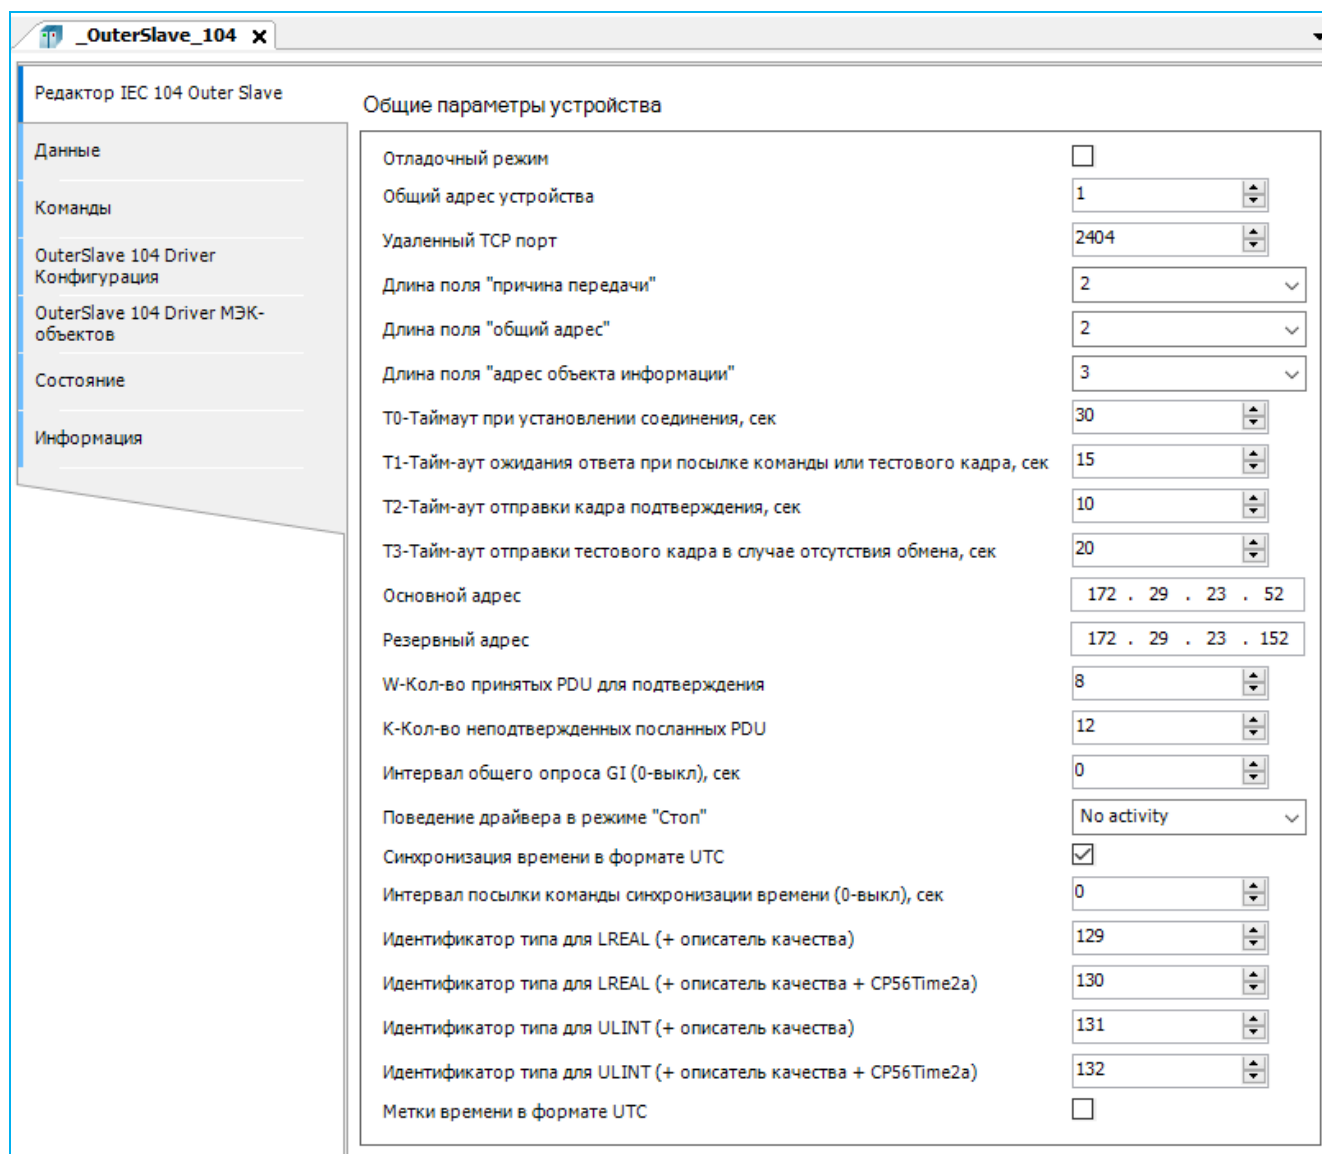 _OuterSlave_104
Редактор IEC 104 Outer Slave
Данные
Команды
OuterSlave 104 Driver
Конфигурация
OuterSlave 104 Driver МЭК-
объектов
Состояние
Информация
Общие параметры устройства
Отладочный режим
Общий адрес устройства 1
Удаленный TCP порт 2404
Длина поля "причина передачи" 2
Длина поля "общий адрес" 2
Длина поля "адрес объекта информации" 3
T0-Таймаут при установлении соединения, сек 30
T1-Тайм-аут ожидания ответа при посылке команды или тестового кадра, сек 15
T2-Тайм-аут отправки кадра подтверждения, сек 10
T3-Тайм-аут отправки тестового кадра в случае отсутствия обмена, сек 20
Основной адрес 172 . 29 . 23 . 52
Резервный адрес 172 . 29 . 23 . 152
W-Кол-во принятых PDU для подтверждения 8
K-Кол-во неподтвержденных посланных PDU 12
Интервал общего опроса GI (0-выкл), сек 0
Поведение драйвера в режиме "Стоп" No activity
Синхронизация времени в формате UTC
Интервал посылки команды синхронизации времени (0-выкл), сек 0
Идентификатор типа для LREAL (+ описатель качества) 129
Идентификатор типа для LREAL (+ описатель качества + CP56Time2a) 130
Идентификатор типа для ULINT (+ описатель качества) 131
Идентификатор типа для ULINT (+ описатель качества + CP56Time2a) 132
Метки времени в формате UTC